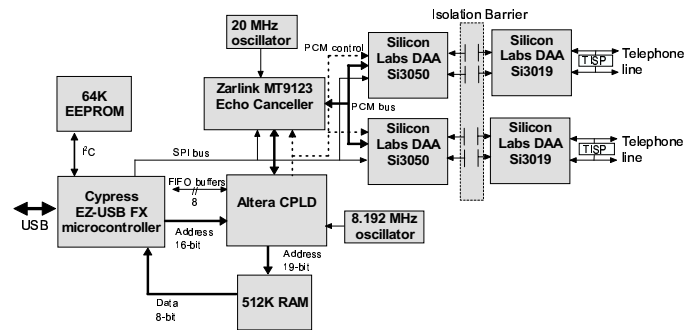 Isolation Barrier
20 MHz
oscillator
PCM control
Silicon
Labs DAA
Si3050
Silicon
Labs DAA
Si3019
TISP
Telephone
line
64K
EEPROM
Zarlink MT9123
Echo Canceller
PCM bus
I²C
SPI bus
Silicon
Labs DAA
Si3050
Silicon
Labs DAA
Si3019
TISP
Telephone
line
Cypress
EZ-USB FX
microcontroller
USB
FIFO buffers
//
8
Altera CPLD
Address
16-bit
8.192 MHz
oscillator
Address
19-bit
Data
8-bit
512K RAM